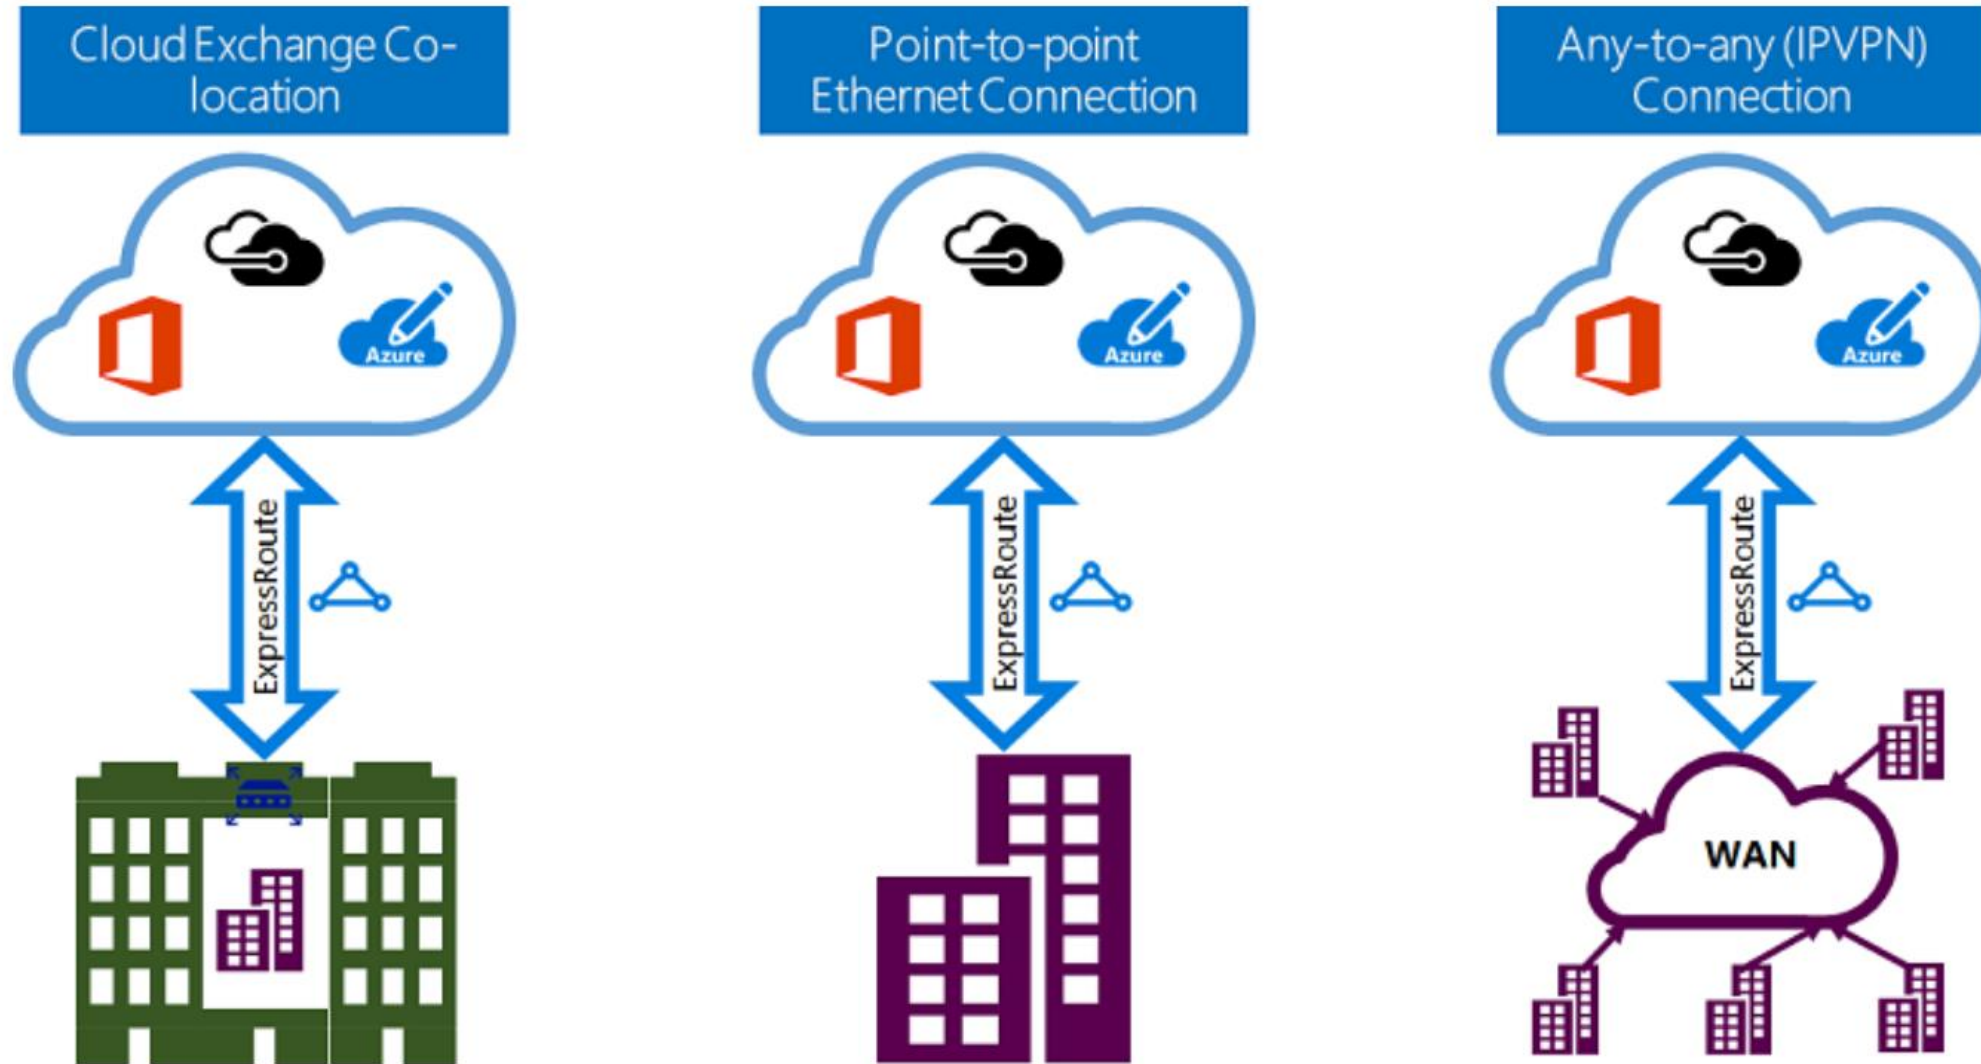 Cloud Exchange Co-
location
Point-to-point
Ethernet Connection
Any-to-any (IPVPN)
Connection
Azure
Azure
Azure
ExpressRoute
ExpressRoute
ExpressRoute
WAN